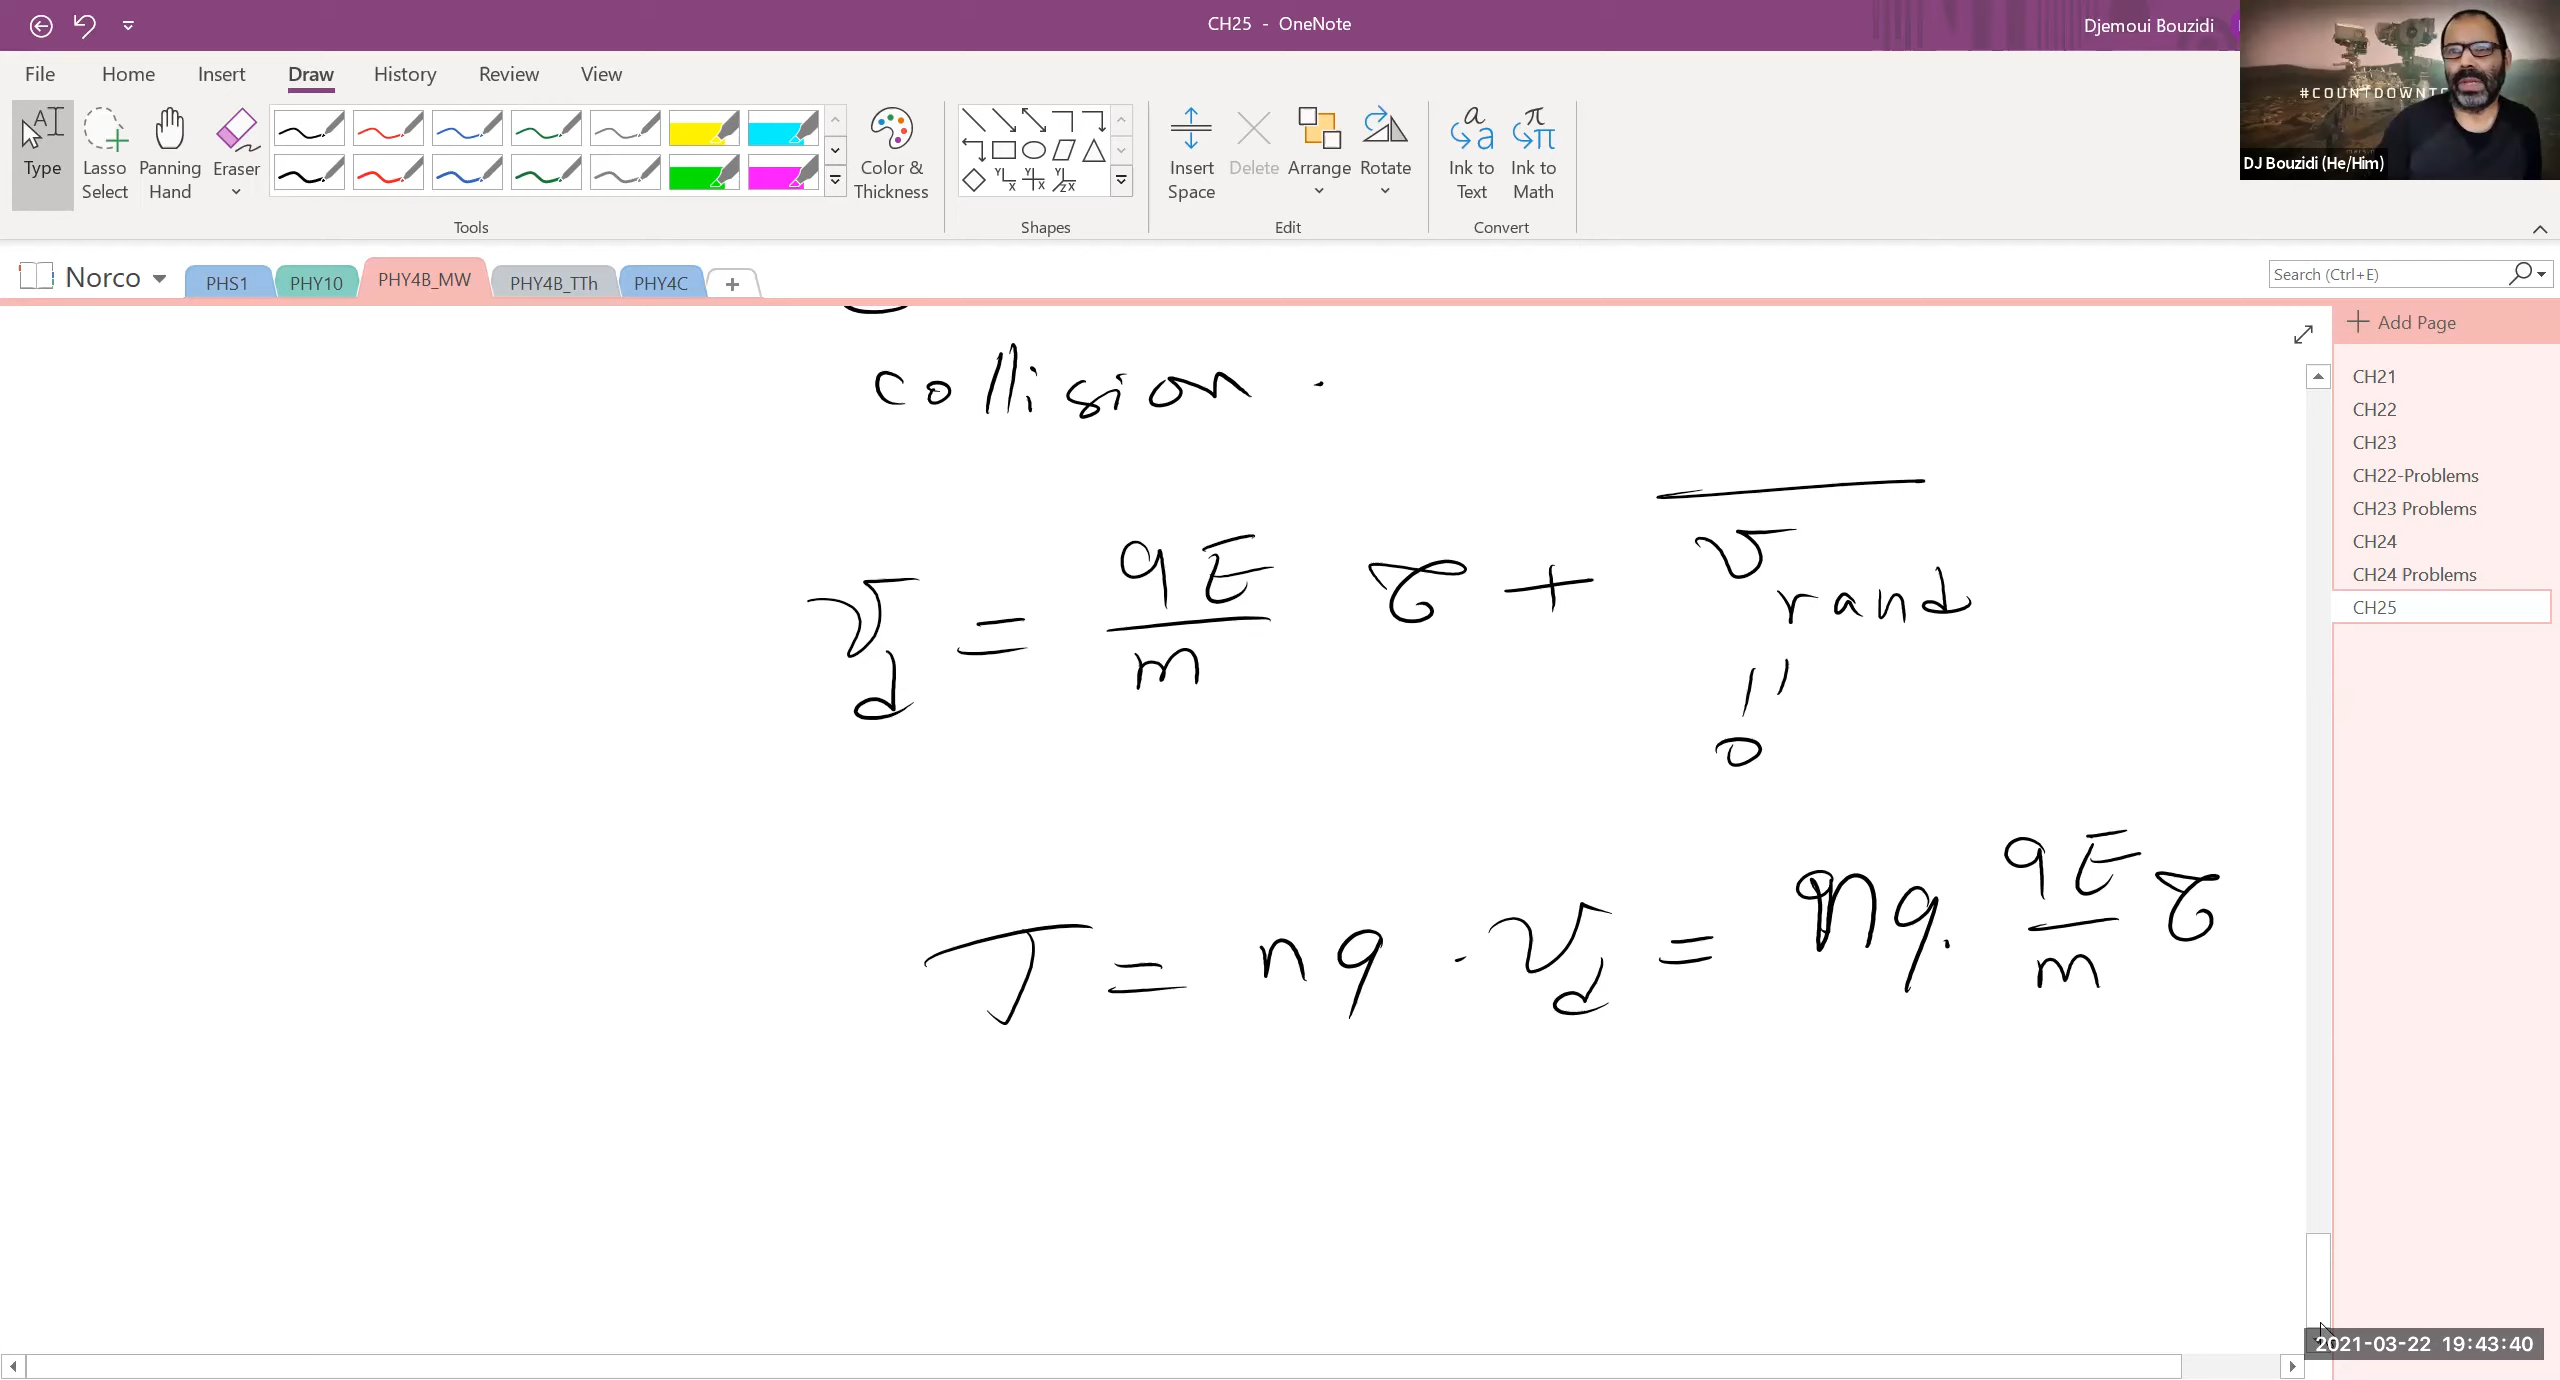 CH25 - OneNote
Djemoui Bouzidi
#COUNTDOWNTO
DJ Bouzidi (He/Him)
File Home Insert Draw History Review View
Type
Lasso Select
Panning Hand
Eraser
Color & Thickness
Insert Space
Delete
Arrange
Rotate
Ink to Text
Ink to Math
Tools Shapes Edit Convert
Norco PHS1 PHY10 PHY4B_MW PHY4B_TTh PHY4C
Search (Ctrl+E)
Add Page
CH21
CH22
CH23
CH22-Problems
CH23 Problems
CH24
CH24 Problems
CH25
collision .
v_d = qE/m τ + v_rand
"
0
J = nq · v_d = nq. qE/m τ
2021-03-22 19:43:40